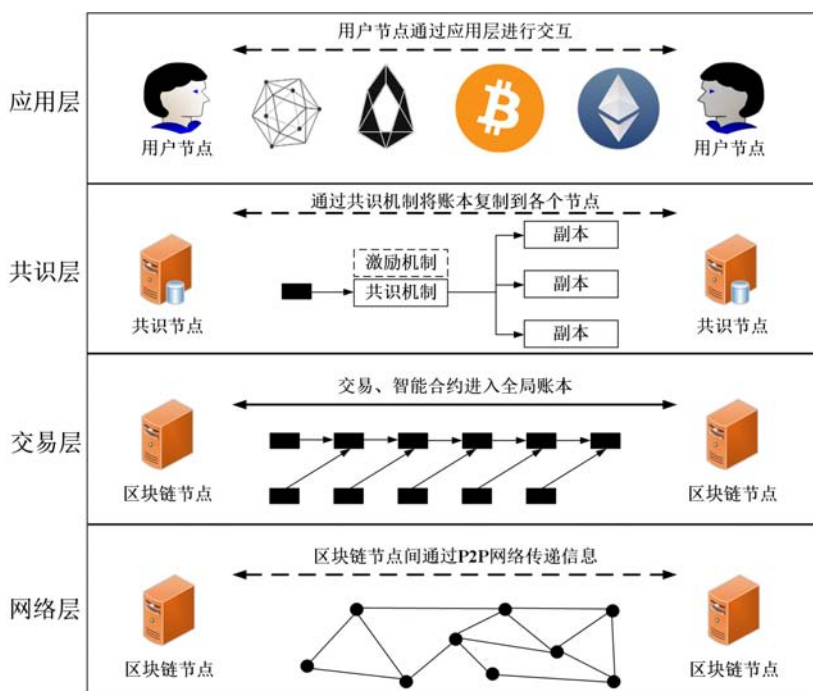 用户节点通过应用层进行交互
应用层
用户节点
用户节点
通过共识机制将账本复制到各个节点
副本
激励机制
共识层
共识机制
副本
共识节点
共识节点
副本
交易、智能合约进入全局账本
交易层
区块链节点
区块链节点
区块链节点间通过P2P网络传递信息
网络层
区块链节点
区块链节点